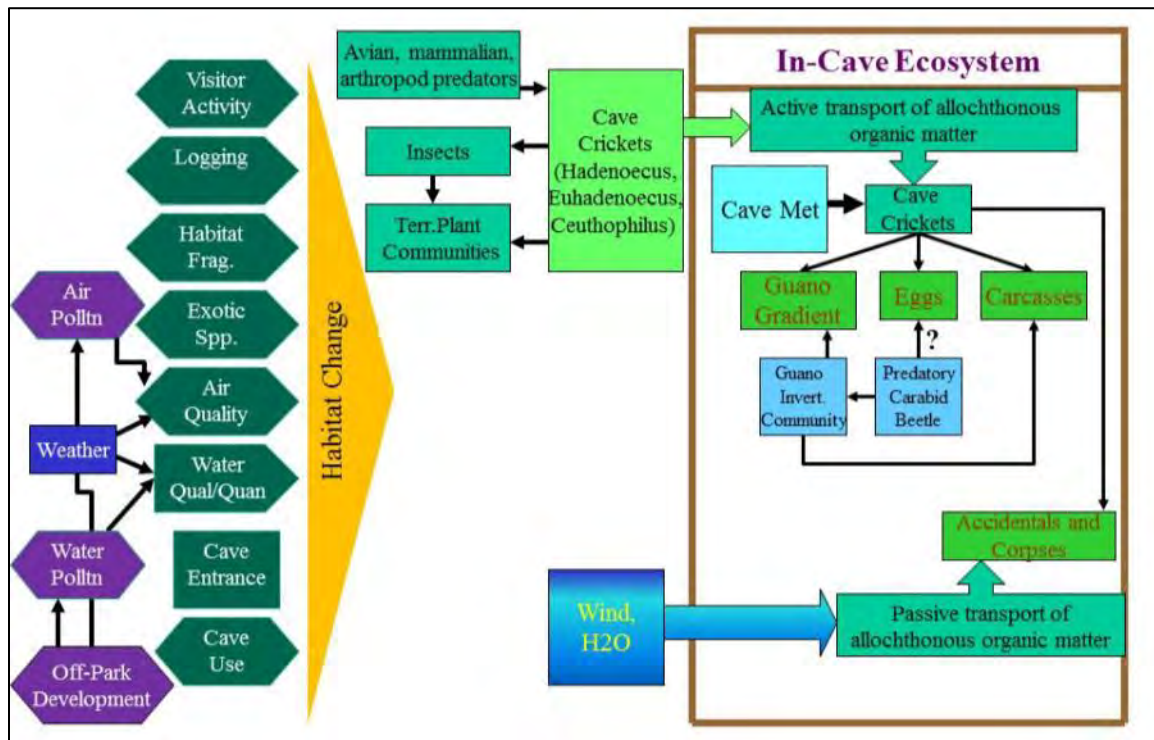 Visitor
Activity
Logging
Habitat
Frag.
Air
Polltn
Exotic
Spp.
Air
Quality
Weather
Water
Qual/Quan
Water
Polltn
Cave
Entrance
Cave
Use
Off-Park
Development
Habitat Change
Avian, mammalian,
arthropod predators
Insects
Terr.Plant
Communities
Cave
Crickets
(Hadenoecus,
Euhadenoecus,
Ceuthophilus)
Wind,
H2O
In-Cave Ecosystem
Active transport of allochthonous
organic matter
Cave Met
Cave
Crickets
Guano
Gradient
Eggs
Carcasses
?
Guano
Invert.
Community
Predatory
Carabid
Beetle
Accidentals and
Corpses
Passive transport of
allochthonous organic matter